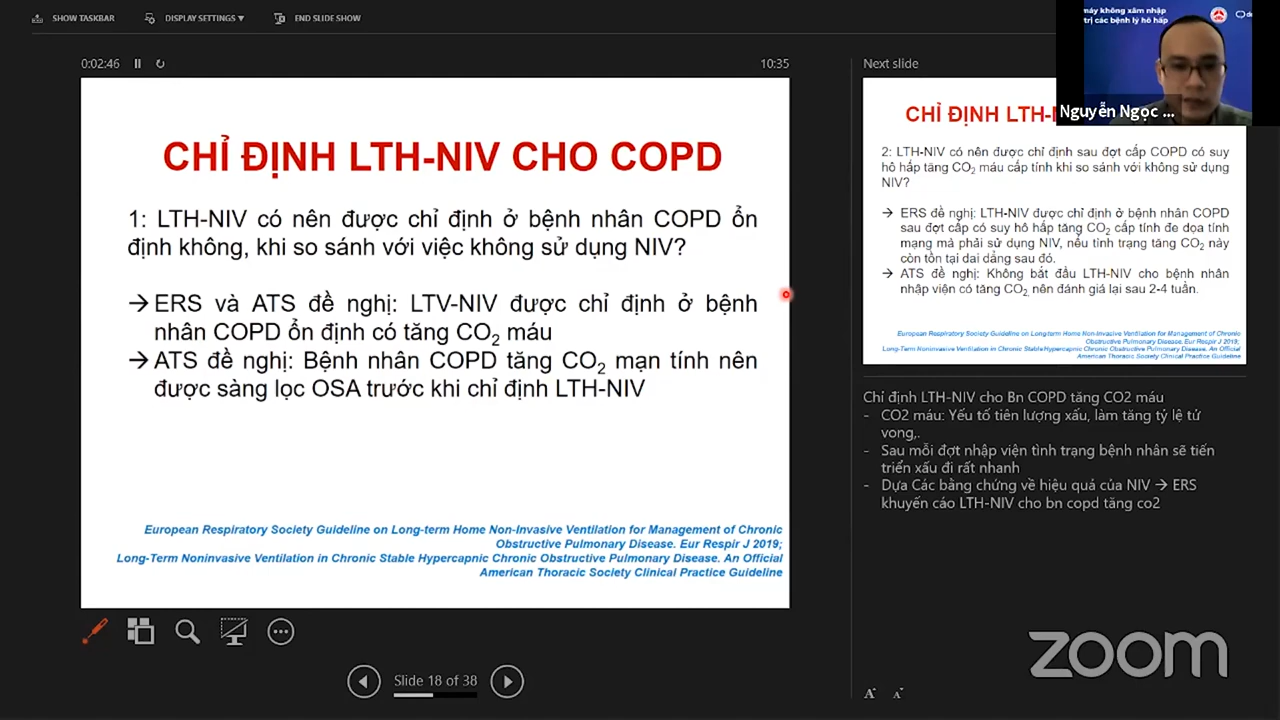 SHOW TASKBAR
DISPLAY SETTINGS ▼
END SLIDE SHOW
0:02:46
10:35
CHỈ ĐỊNH LTH-NIV CHO COPD
1: LTH-NIV có nên được chỉ định ở bệnh nhân COPD ổn
định không, khi so sánh với việc không sử dụng NIV?
→ ERS và ATS đề nghị: LTV-NIV được chỉ định ở bệnh
nhân COPD ổn định có tăng CO₂ máu
→ ATS đề nghị: Bệnh nhân COPD tăng CO₂ mạn tính nên
được sàng lọc OSA trước khi chỉ định LTH-NIV
European Respiratory Society Guideline on Long-term Home Non-Invasive Ventilation for Management of Chronic
Obstructive Pulmonary Disease. Eur Respir J 2019;
Long-Term Noninvasive Ventilation in Chronic Stable Hypercapnic Chronic Obstructive Pulmonary Disease. An Official
American Thoracic Society Clinical Practice Guideline
Slide 18 of 38
Next slide
CHỈ ĐỊNH LTH-
2: LTH-NIV có nên được chỉ định sau đợt cấp COPD có suy
hô hấp tăng CO₂ máu cấp tính khi so sánh với không sử dụng
NIV?
→ ERS đề nghị: LTH-NIV được chỉ định ở bệnh nhân COPD
sau đợt cấp có suy hô hấp tăng CO₂ cấp tính đe dọa tính
mạng mà phải sử dụng NIV, nếu tình trạng tăng CO₂ này
còn tồn tại dai dẳng sau đó.
→ ATS đề nghị: Không bắt đầu LTH-NIV cho bệnh nhân
nhập viện có tăng CO₂, nên đánh giá lại sau 2-4 tuần.
European Respiratory Society Guideline on Long-term Home Non-Invasive Ventilation for Management of Chronic
Obstructive Pulmonary Disease. Eur Respir J 2019;
Long-Term Noninvasive Ventilation in Chronic Stable Hypercapnic Chronic Obstructive Pulmonary Disease. An Official
American Thoracic Society Clinical Practice Guideline
Chỉ định LTH-NIV cho Bn COPD tăng CO2 máu
- CO2 máu: Yếu tố tiên lượng xấu, làm tăng tỷ lệ tử
vong,.
- Sau mỗi đợt nhập viện tình trạng bệnh nhân sẽ tiến
triển xấu đi rất nhanh
- Dựa Các bằng chứng về hiệu quả của NIV → ERS
khuyến cáo LTH-NIV cho bn copd tăng co2
máy không xâm nhập
trị các bệnh lý hô hấp
Nguyễn Ngọc ...
zoom
A A